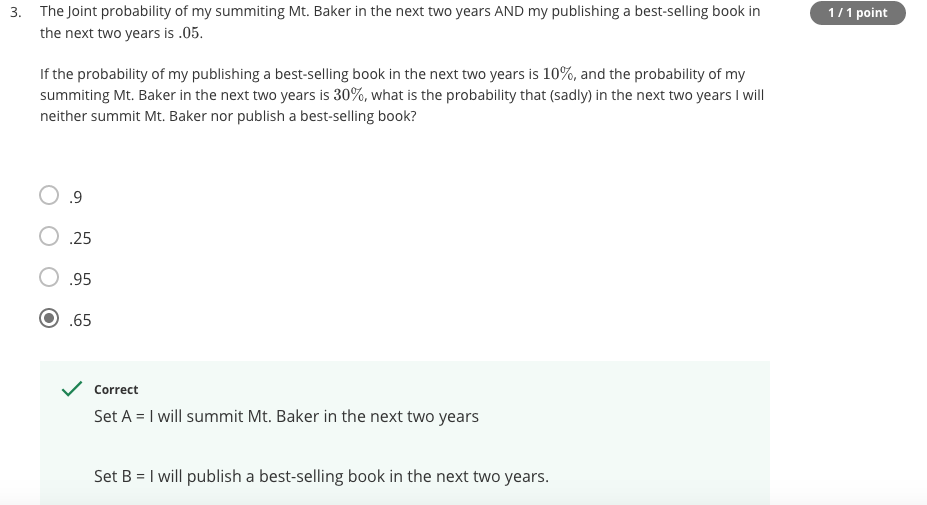 3. The Joint probability of my summiting Mt. Baker in the next two years AND my publishing a best-selling book in
1 / 1 point
the next two years is .05.
If the probability of my publishing a best-selling book in the next two years is 10%, and the probability of my
summiting Mt. Baker in the next two years is 30%, what is the probability that (sadly) in the next two years I will
neither summit Mt. Baker nor publish a best-selling book?
.9
.25
.95
.65
Correct
Set A = I will summit Mt. Baker in the next two years
Set B = I will publish a best-selling book in the next two years.